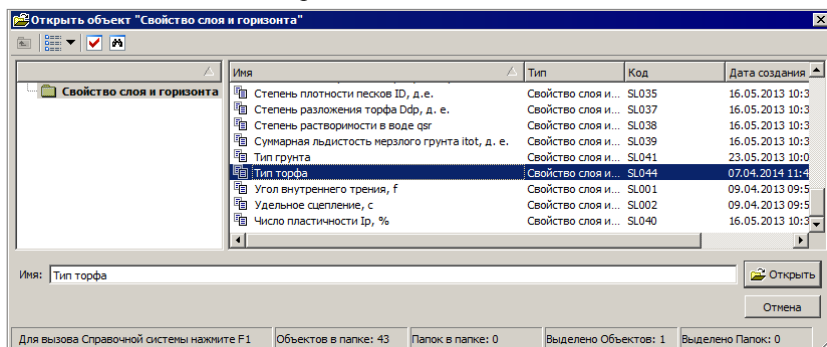 Открыть объект "Свойство слоя и горизонта"
Имя Тип Код Дата создания
Свойство слоя и горизонта
Степень плотности песков ID, д.е. Свойство слоя и... SL035 16.05.2013 10:3
Степень разложения торфа Ddp, д. е. Свойство слоя и... SL037 16.05.2013 10:3
Степень растворимости в воде qsr Свойство слоя и... SL038 16.05.2013 10:3
Суммарная льдистость мерзлого грунта itot, д. е. Свойство слоя и... SL039 16.05.2013 10:3
Тип грунта Свойство слоя и... SL041 23.05.2013 10:0
Тип торфа Свойство слоя и... SL044 07.04.2014 11:4
Угол внутреннего трения, f Свойство слоя и... SL001 09.04.2013 09:5
Удельное сцепление, c Свойство слоя и... SL002 09.04.2013 09:5
Число пластичности Ip, % Свойство слоя и... SL040 16.05.2013 10:3
Имя: Тип торфа Открыть
Отмена
Для вызова Справочной системы нажмите F1 Объектов в папке: 43 Папок в папке: 0 Выделено Объектов: 1 Выделено Папок: 0